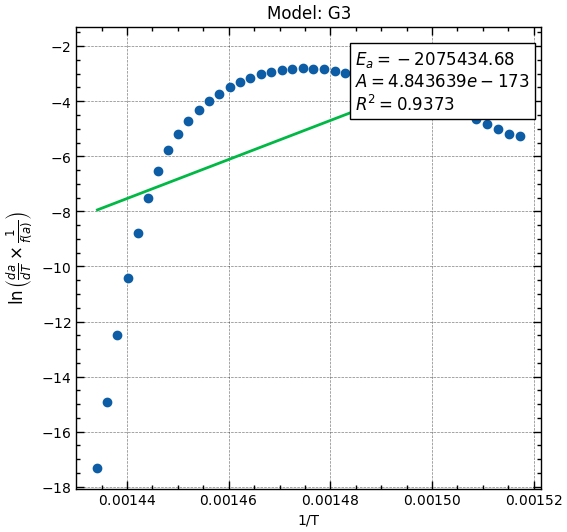 Model: G3
E_a = −2075434.68
A = 4.843639e − 173
R^2 = 0.9373
−2
−4
−6
−8
−10
−12
−14
−16
−18
ln(da/dT × 1/f(a))
0.00144 0.00146 0.00148 0.00150 0.00152
1/T